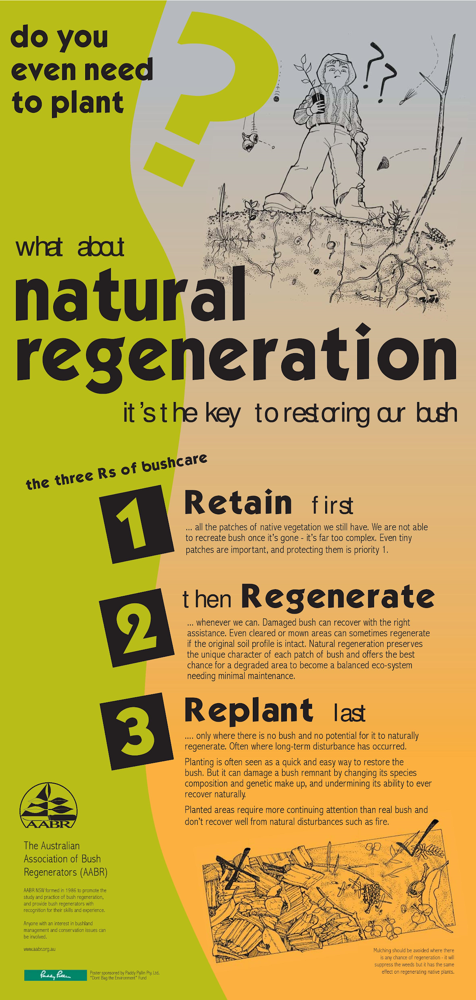 do you
even need
to plant
?
? ?
what about
VCB
natural
regeneration
it's the key to restoring our bush
the three Rs of bushcare
1
Retain first
... all the patches of native vegetation we still have. We are not able
to recreate bush once it's gone - it's far too complex. Even tiny
patches are important, and protecting them is priority 1.
2
then Regenerate
... whenever we can. Damaged bush can recover with the right
assistance. Even cleared or mown areas can sometimes regenerate
if the original soil profile is intact. Natural regeneration preserves
the unique character of each patch of bush and offers the best
chance for a degraded area to become a balanced eco-system
needing minimal maintenance.
3
Replant last
.... only where there is no bush and no potential for it to naturally
regenerate. Often where long-term disturbance has occurred.
Planting is often seen as a quick and easy way to restore the
bush. But it can damage a bush remnant by changing its species
composition and genetic make up, and undermining its ability to ever
recover naturally.
Planted areas require more continuing attention than real bush and
don't recover well from natural disturbances such as fire.
AABR
The Australian
Association of Bush
Regenerators (AABR)
AABR NSW formed in 1986 to promote the
study and practice of bush regeneration,
and provide bush regenerators with
recognition for their skills and experience.
Anyone with an interest in bushland
management and conservation issues can
be involved.
www.aabr.org.au
Mulching should be avoided where there
is any chance of regeneration - it will
suppress the weeds but it has the same
effect on regenerating native plants.
Paddy Pallin
Poster sponsored by Paddy Pallin Pty. Ltd.
"Dont Bag the Environment" Fund